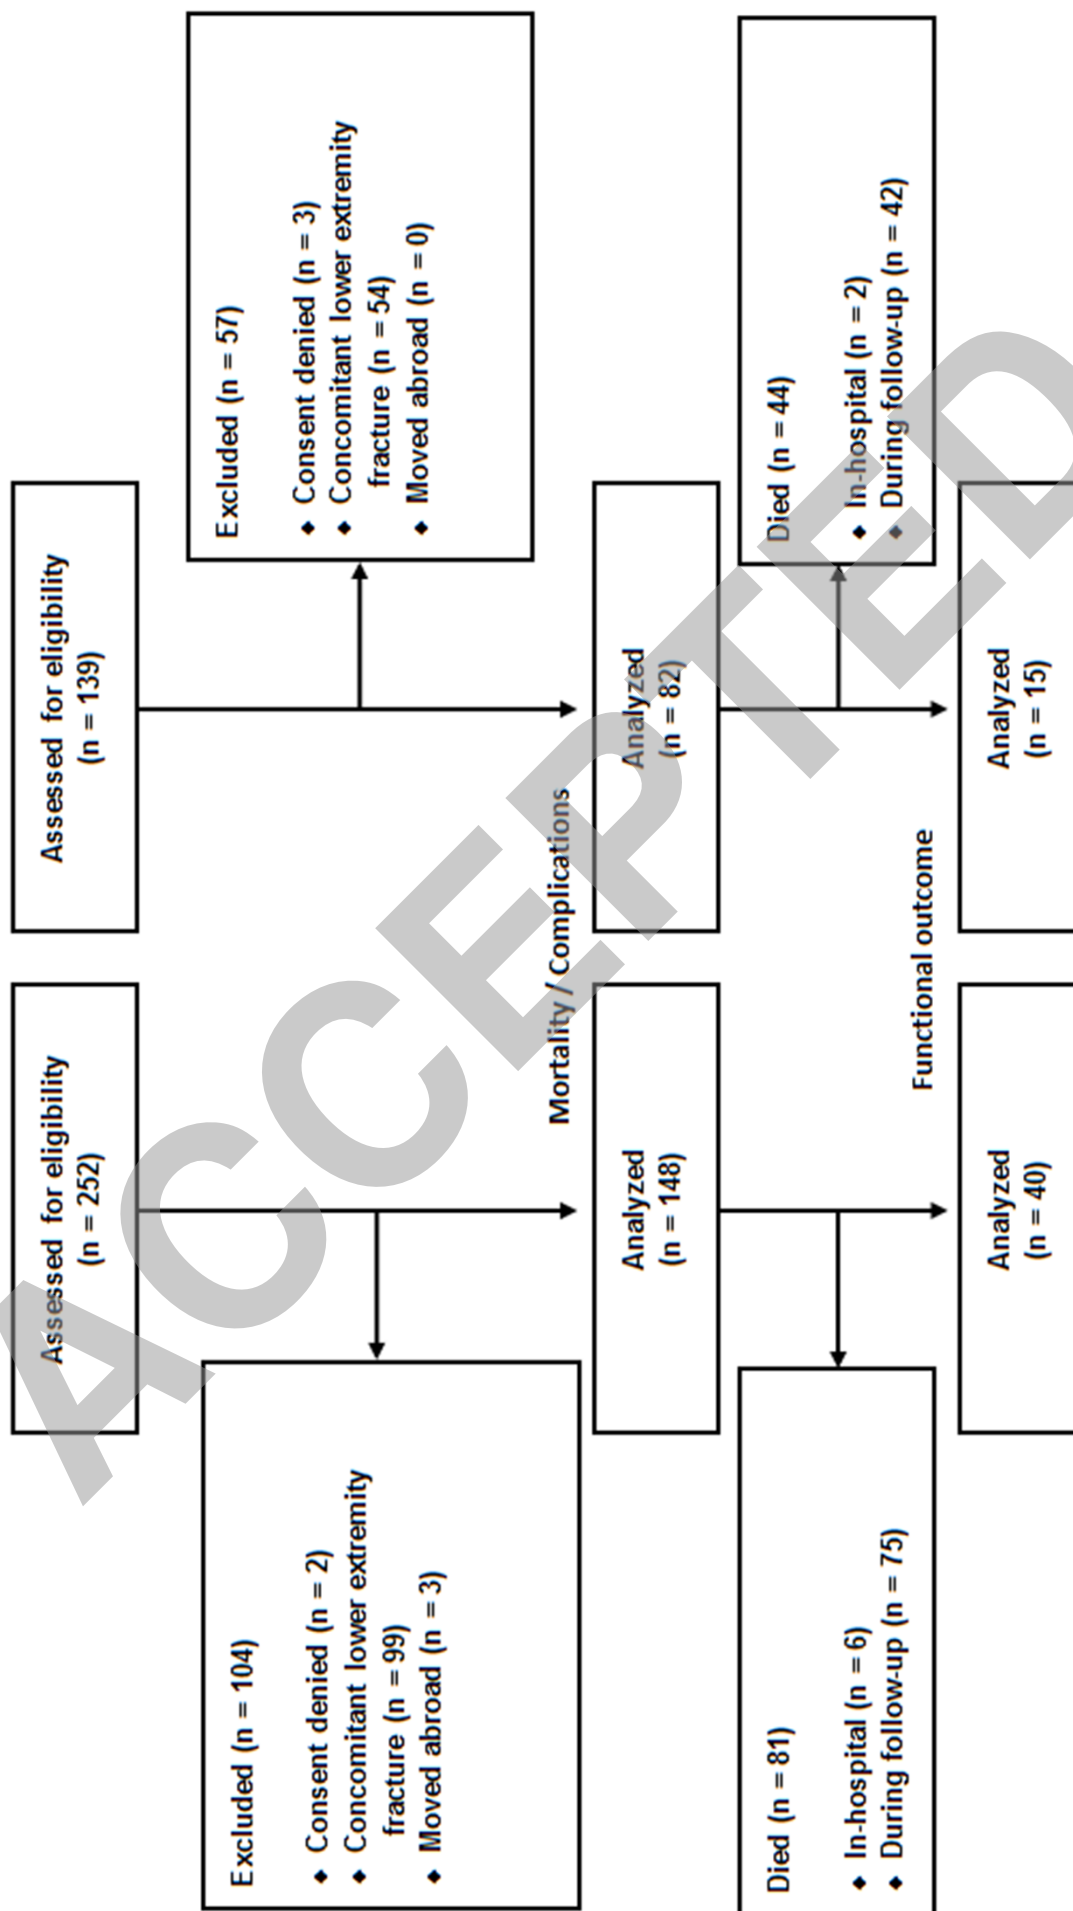 Assessed for eligibility
(n = 252)
Assessed for eligibility
(n = 139)
Excluded (n = 104)
◆ Consent denied (n = 2)
◆ Concomitant lower extremity
fracture (n = 99)
◆ Moved abroad (n = 3)
Excluded (n = 57)
◆ Consent denied (n = 3)
◆ Concomitant lower extremity
fracture (n = 54)
◆ Moved abroad (n = 0)
Mortality / Complications
Analyzed
(n = 148)
Analyzed
(n = 82)
Died (n = 81)
◆ In-hospital (n = 6)
◆ During follow-up (n = 75)
Died (n = 44)
◆ In-hospital (n = 2)
◆ During follow-up (n = 42)
Functional outcome
Analyzed
(n = 40)
Analyzed
(n = 15)
ACCEPTED